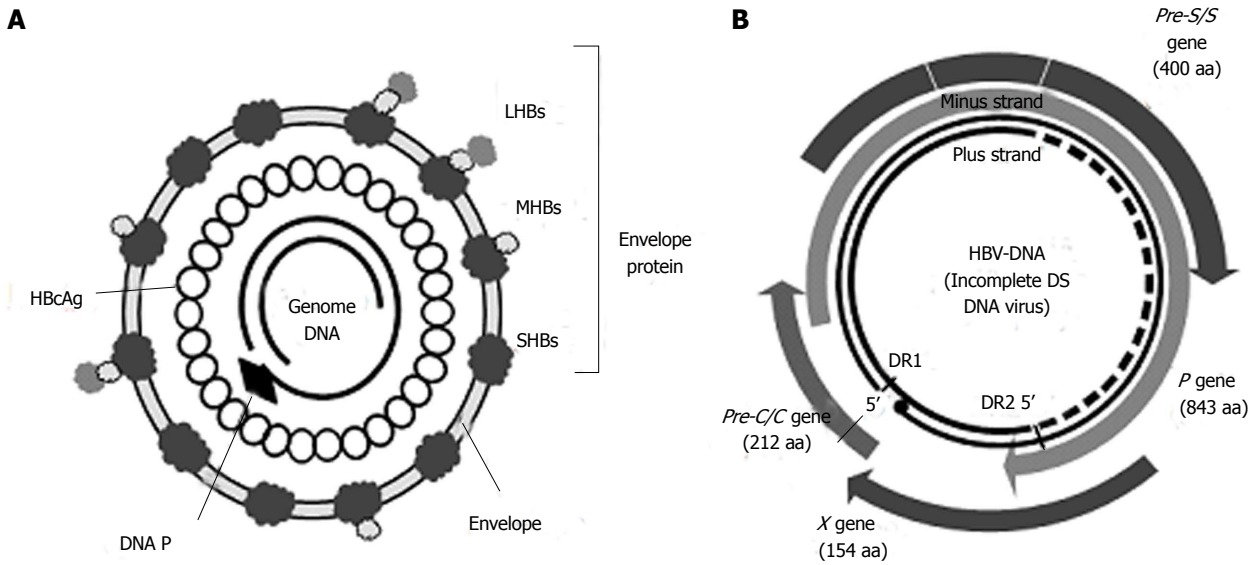 A
LHBs
MHBs
Envelope
protein
HBcAg
Genome
DNA
SHBs
DNA P
Envelope
B
Pre-S/S
gene
(400 aa)
Minus strand
Plus strand
HBV-DNA
(Incomplete DS
DNA virus)
DR1
5′
DR2 5′
P gene
(843 aa)
Pre-C/C gene
(212 aa)
X gene
(154 aa)